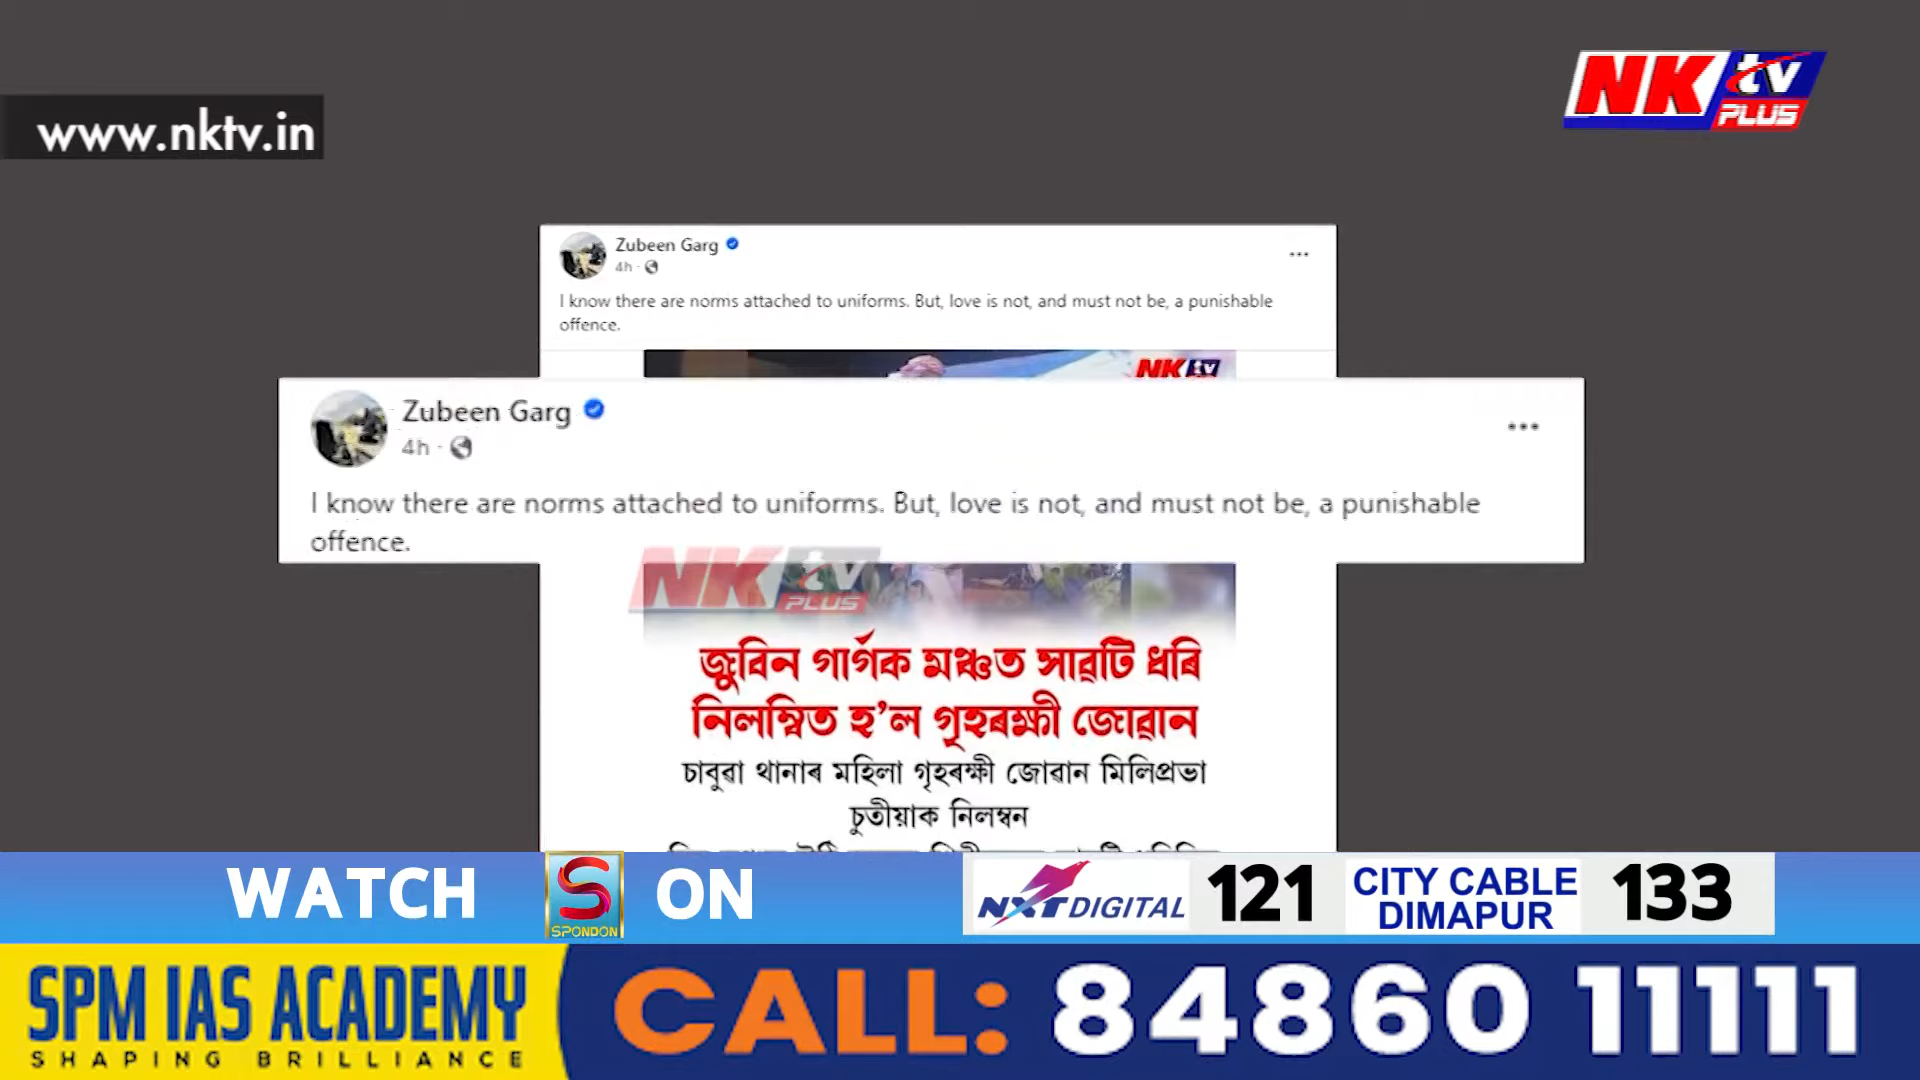 www.nktv.in
NK tv
PLUS
Zubeen Garg
4h
I know there are norms attached to uniforms. But, love is not, and must not be, a punishable
offence.
NK tv
Zubeen Garg
4h
I know there are norms attached to uniforms. But, love is not, and must not be, a punishable
offence.
NK tv
PLUS
জুবিন গাৰ্গক মঞ্চত সাৱটি ধৰি
নিলম্বিত হ'ল গৃহৰক্ষী জোৱান
চাবুৱা থানাৰ মহিলা গৃহৰক্ষী জোৱান মিলিপ্ৰভা
চুতীয়াক নিলম্বন
WATCH S SPONDON ON NXT DIGITAL 121 CITY CABLE DIMAPUR 133
SPM IAS ACADEMY
SHAPING BRILLIANCE
CALL: 84860 11111